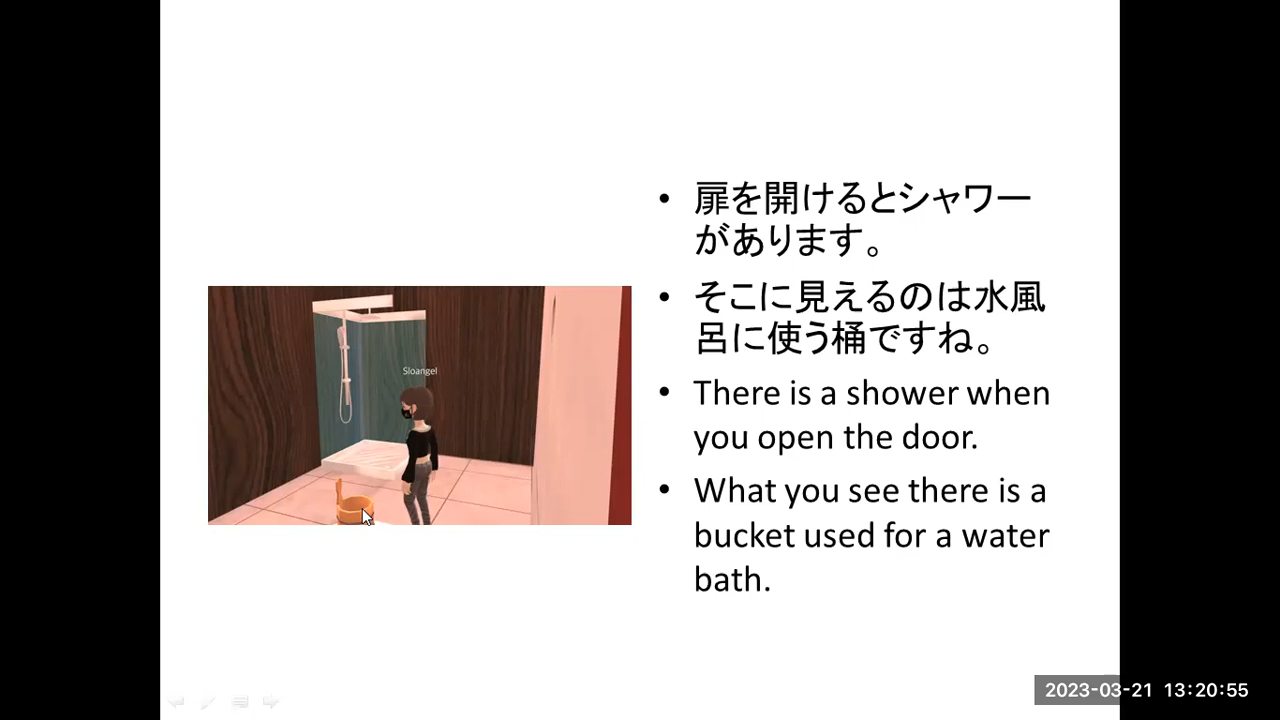 Sloangel
• 扉を開けるとシャワー
があります。
• そこに見えるのは水風
呂に使う桶ですね。
• There is a shower when
you open the door.
• What you see there is a
bucket used for a water
bath.
2023-03-21 13:20:55